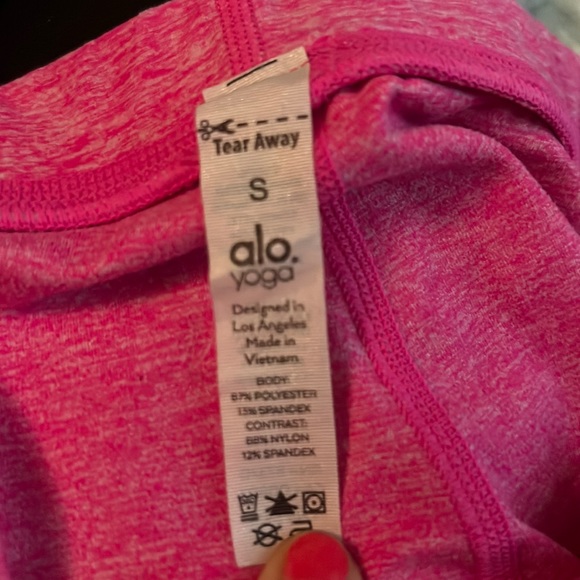 Tear Away
S
alo.
yoga
Designed in
Los Angeles
Made in
Vietnam
BODY:
87% POLYESTER
13% SPANDEX
CONTRAST:
88% NYLON
12% SPANDEX